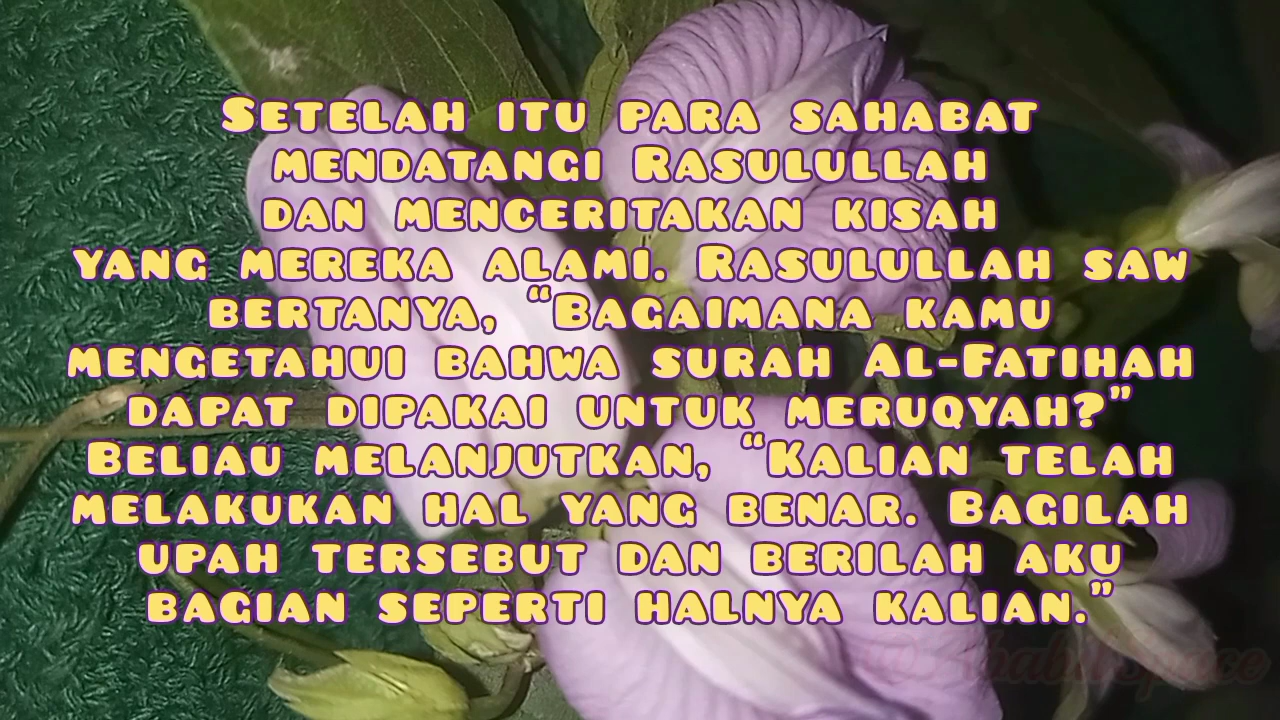 Setelah itu para sahabat
mendatangi Rasulullah
dan menceritakan kisah
yang mereka alami. Rasulullah saw
bertanya, “Bagaimana kamu
mengetahui bahwa surah Al-Fatihah
dapat dipakai untuk meruqyah?”
Beliau melanjutkan, “Kalian telah
melakukan hal yang benar. Bagilah
upah tersebut dan berilah aku
bagian seperti halnya kalian.”